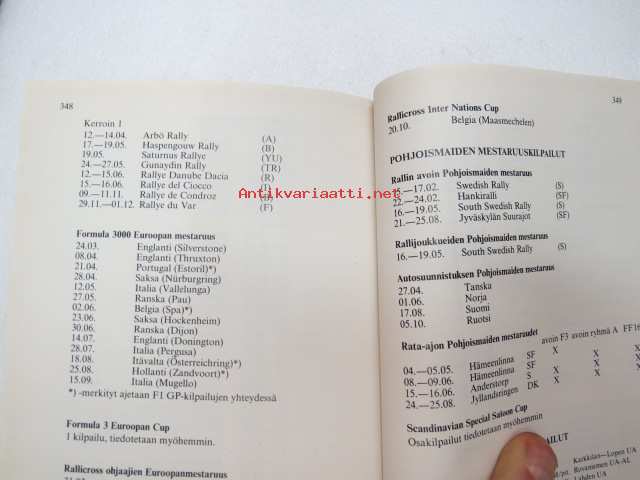 348
Kerroin 1
12.—14.04. Arbö Rally (A)
17.—19.05. Haspengouw Rally (B)
19.05. Saturnus Rallye (YU)
24.—27.05. Gunaydin Rally (TR)
12.—15.06. Rallye Danube Dacia (R)
15.—16.06. Rallye del Ciocco
09.—11.11. Rallye de Condroz
29.11.—01.12. Rallye du Var (F)
Antikvariaatti.net
Formula 3000 Euroopan mestaruus
24.03. Englanti (Silverstone)
08.04. Englanti (Thruxton)
21.04. Portugal (Estoril)*)
28.04. Saksa (Nürburgring)
12.05. Italia (Vallelunga)
27.05. Ranska (Pau)
02.06. Belgia (Spa)*)
23.06. Saksa (Hockenheim)
30.06. Ranska (Dijon)
14.07. Englanti (Donington)
28.07. Italia (Pergusa)
18.08. Itävalta (Österreichring)*)
25.08. Hollanti (Zandvoort)*)
15.09. Italia (Mugello)
*) -merkityt ajetaan F1 GP-kilpailujen yhteydessä
Formula 3 Euroopan Cup
1 kilpailu, tiedotetaan myöhemmin.
Rallicross ohjaajien Euroopanmestaruus
349
Rallicross Inter Nations Cup
20.10. Belgia (Maasmechelen)
POHJOISMAIDEN MESTARUUSKILPAILUT
Rallin avoin Pohjoismaiden mestaruus
15.—17.02. Swedish Rally (S)
22.—24.02. Hankiralli (SF)
16.—19.05. South Swedish Rally (S)
21.—25.08. Jyväskylän Suurajot (SF)
Rallijoukkueiden Pohjoismaiden mestaruus
16.—19.05. South Swedish Rally (S)
Autosuunnistuksen Pohjoismaiden mestaruus
27.04. Tanska
01.06. Norja
17.08. Suomi
05.10. Ruotsi
Rata-ajon Pohjoismaiden mestaruudet
avoin F3 avoin ryhmä A FF16
04.—05.05. Hämeenlinna SF X X X
08.—09.06. Hämeenlinna SF X X
15.—16.06. Anderstorp S X X X
24.—25.08. Jyllandsringen DK X X X
Scandinavian Special Saloon Cup
Osakilpailut tiedotetaan myöhemmin
Karkkilan—Lopen UA
Rovaniemen UA-AL
Lahden UA